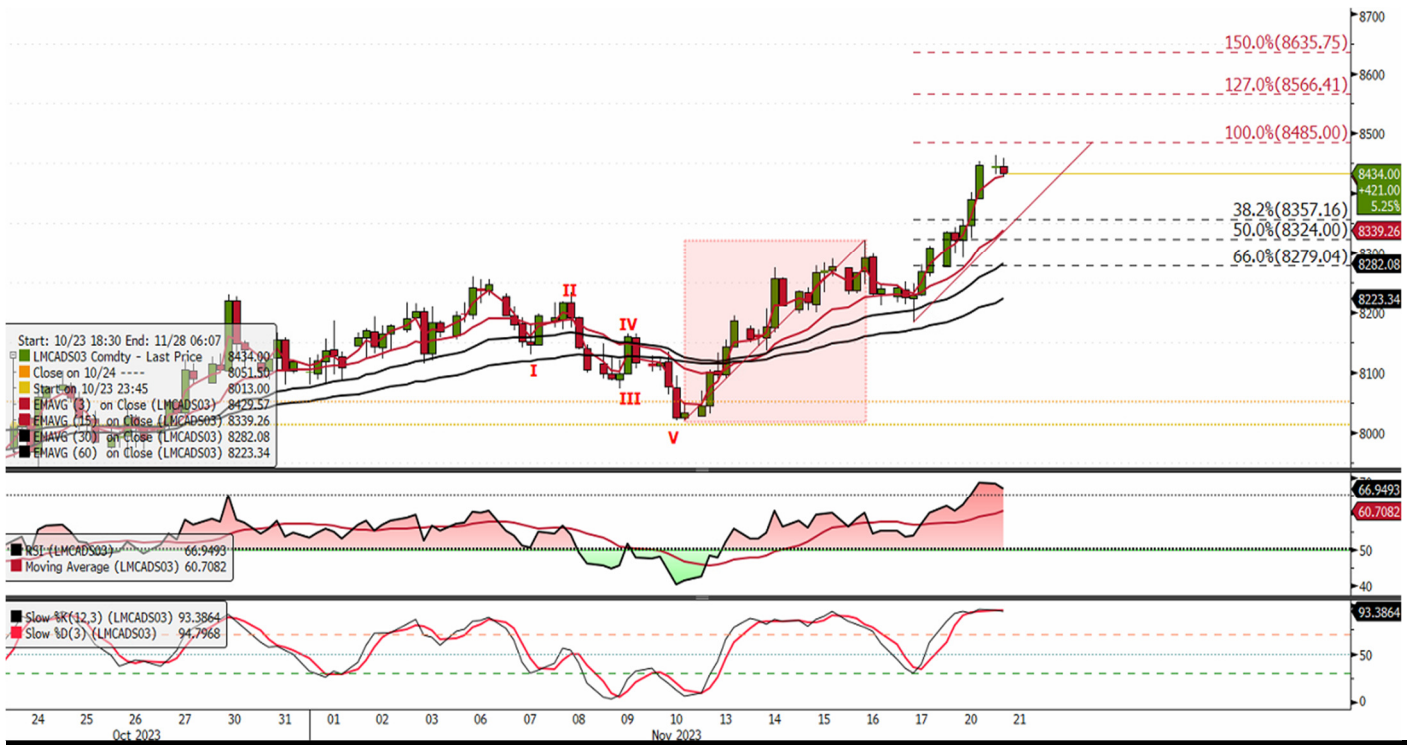 8700
150.0%(8635.75)
8600
127.0%(8566.41)
8500
100.0%(8485.00)
8434.00
+421.00
5.25%
38.2%(8357.16)
50.0%(8324.00)
8339.26
8300
66.0%(8279.04)
8282.08
8223.34
8200
8100
8000
II
IV
I
III
V
Start: 10/23 18:30 End: 11/28 06:07
LMCADS03 Comdty - Last Price 8434.00
Close on 10/24 ---- 8051.50
Start on 10/23 23:45 8013.00
EMAVG (3) on Close (LMCADS03) 8429.57
EMAVG (15) on Close (LMCADS03) 8339.26
EMAVG (30) on Close (LMCADS03) 8282.08
EMAVG (60) on Close (LMCADS03) 8223.34
70
66.9493
60.7082
50
40
RSI (LMCADS03) 66.9493
Moving Average (LMCADS03) 60.7082
Slow %K(12,3) (LMCADS03) 93.3864
Slow %D(3) (LMCADS03) 94.7968
93.3864
50
0
24 25 26 27 30 31 01 02 03 06 07 08 09 10 13 14 15 16 17 20 21
Oct 2023 Nov 2023